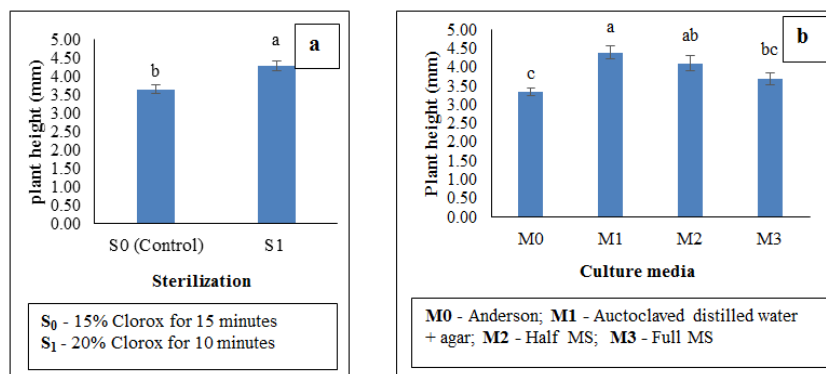 a
5.00
4.50
4.00
3.50
3.00
2.50
2.00
1.50
1.00
0.50
0.00
plant height (mm)
b
a
S0 (Control) S1
Sterilization
S₀ - 15% Clorox for 15 minutes
S₁ - 20% Clorox for 10 minutes
b
5.00
4.50
4.00
3.50
3.00
2.50
2.00
1.50
1.00
0.50
0.00
Plant height (mm)
c
a
ab
bc
M0 M1 M2 M3
Culture media
M0 - Anderson; M1 - Auctoclaved distilled water
+ agar; M2 - Half MS; M3 - Full MS